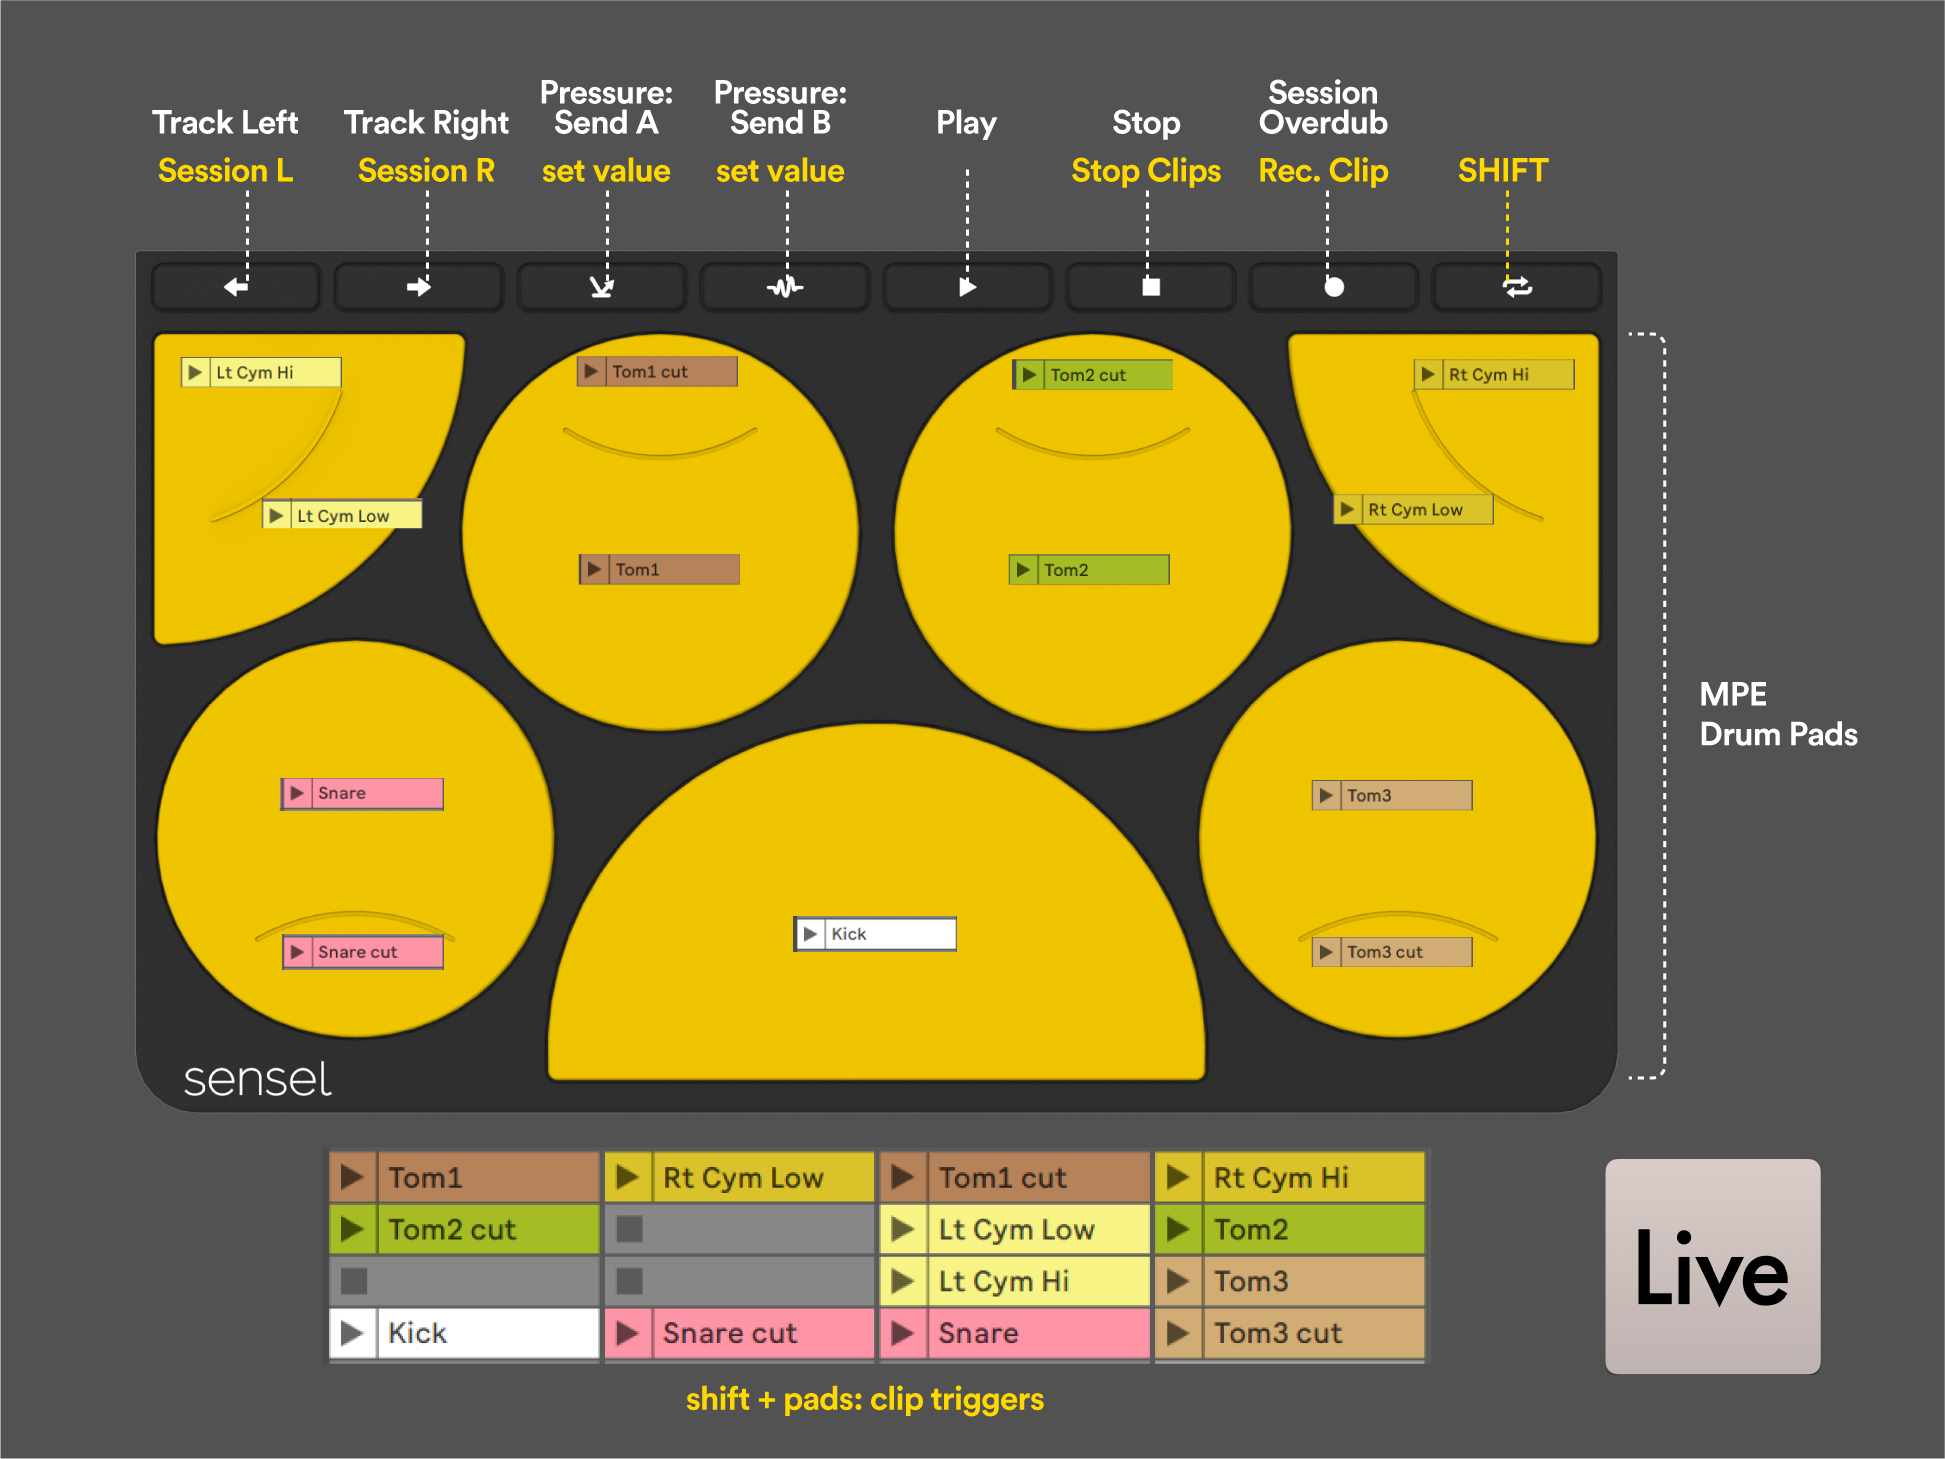 Track Left
Session L
Track Right
Session R
Pressure:
Send A
set value
Pressure:
Send B
set value
Play
Stop
Stop Clips
Session
Overdub
Rec. Clip
SHIFT
Lt Cym Hi
Lt Cym Low
Tom1 cut
Tom1
Tom2 cut
Tom2
Rt Cym Hi
Rt Cym Low
MPE
Drum Pads
Snare
Snare cut
Kick
Tom3
Tom3 cut
sensel
Tom1 Rt Cym Low Tom1 cut Rt Cym Hi
Tom2 cut Lt Cym Low Tom2
Lt Cym Hi Tom3
Kick Snare cut Snare Tom3 cut
shift + pads: clip triggers
Live